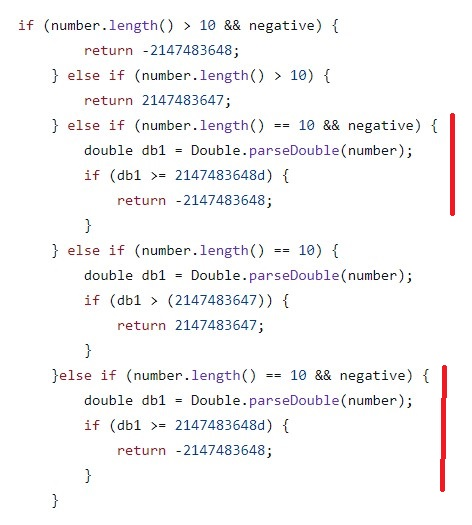 if (number.length() > 10 && negative) {
return -2147483648;
} else if (number.length() > 10) {
return 2147483647;
} else if (number.length() == 10 && negative) {
double db1 = Double.parseDouble(number);
if (db1 >= 2147483648d) {
return -2147483648;
}
} else if (number.length() == 10) {
double db1 = Double.parseDouble(number);
if (db1 > (2147483647)) {
return 2147483647;
}
}else if (number.length() == 10 && negative) {
double db1 = Double.parseDouble(number);
if (db1 >= 2147483648d) {
return -2147483648;
}
}